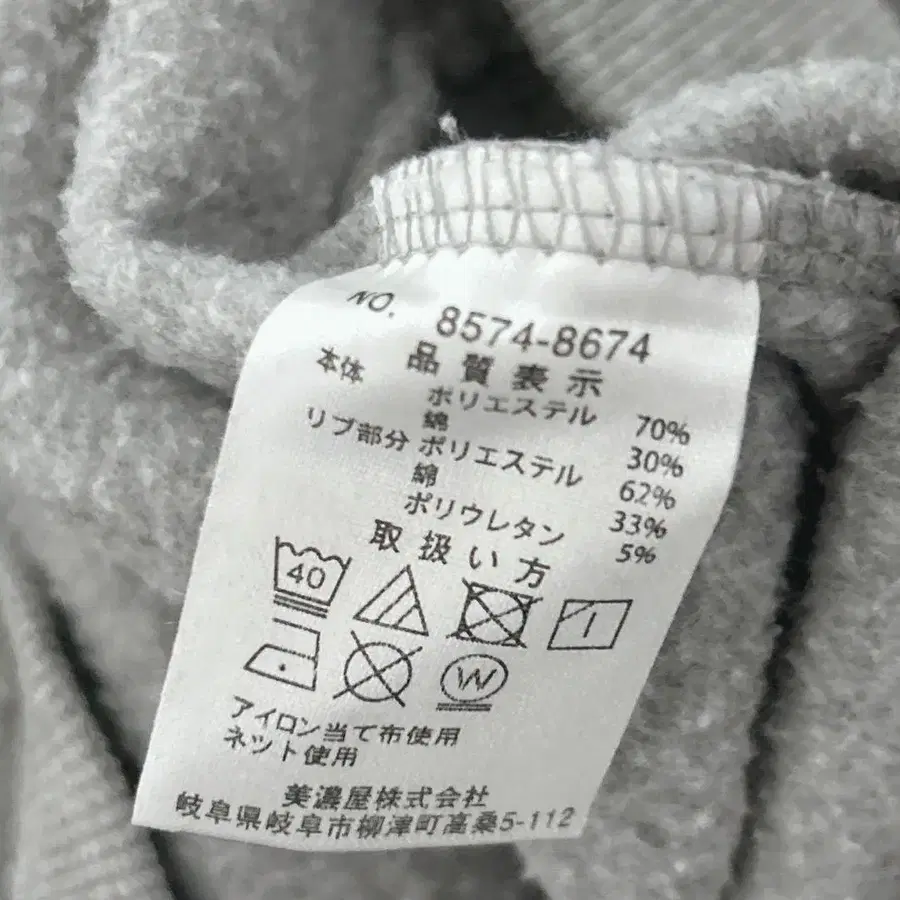 NO. 8574-8674
品質表示
本体 ポリエステル 70%
綿 30%
リブ部分 ポリエステル 62%
綿 33%
ポリウレタン 5%
取扱い方
40
W
アイロン当て布使用
ネット使用
美濃屋株式会社
岐阜県岐阜市柳津町高桑5-112